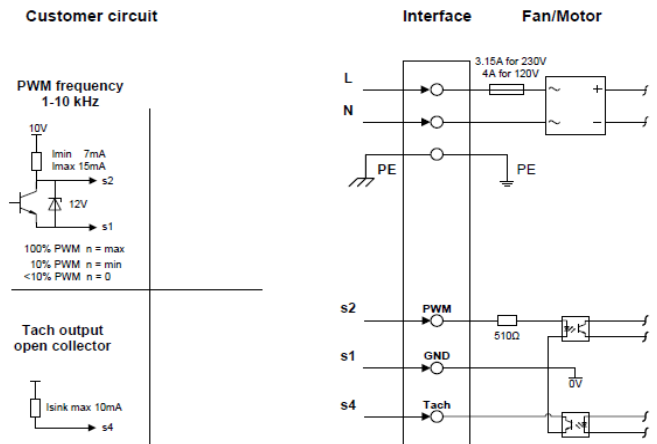 Customer circuit
Interface
Fan/Motor
PWM frequency
1-10 kHz
10V
Imin 7mA
Imax 15mA
s2
12V
s1
100% PWM n = max
10% PWM n = min
<10% PWM n = 0
Tach output
open collector
Isink max 10mA
s4
3.15A for 230V
4A for 120V
L
~
+
N
~
−
PE
PE
s2
PWM
510Ω
s1
GND
0V
s4
Tach